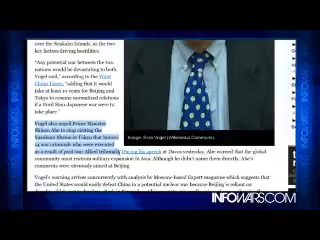 over the Senkaku Islands, as the two
key factors driving hostilities.
"Any potential war between the two
nations would be devastating to both,
Vogel said," according to the Want
China Times, "adding that it would
take at least 10 years for Beijing and
Tokyo to resume normalized relations
if a third Sino-Japanese war were to
take place."
Vogel also urged Prime Minister
Shinzo Abe to stop visiting the
Yasukuni Shrine in Tokyo that honors
14 war criminals who were executed
as a result of post-war Allied tribunals. During his speech at Davos yesterday, Abe warned that the global
community must restrain military expansion in Asia. Although he didn't name them directly, Abe's
comments were obviously aimed at Beijing.
Vogel's warning arrives concurrently with analysis by Moscow-based Expert magazine which suggests that
the United States would easily defeat China in a potential nuclear war because Beijing is reliant on
Image: Ezra Vogel (Wikimedia Commons).
INFOWARS.COM